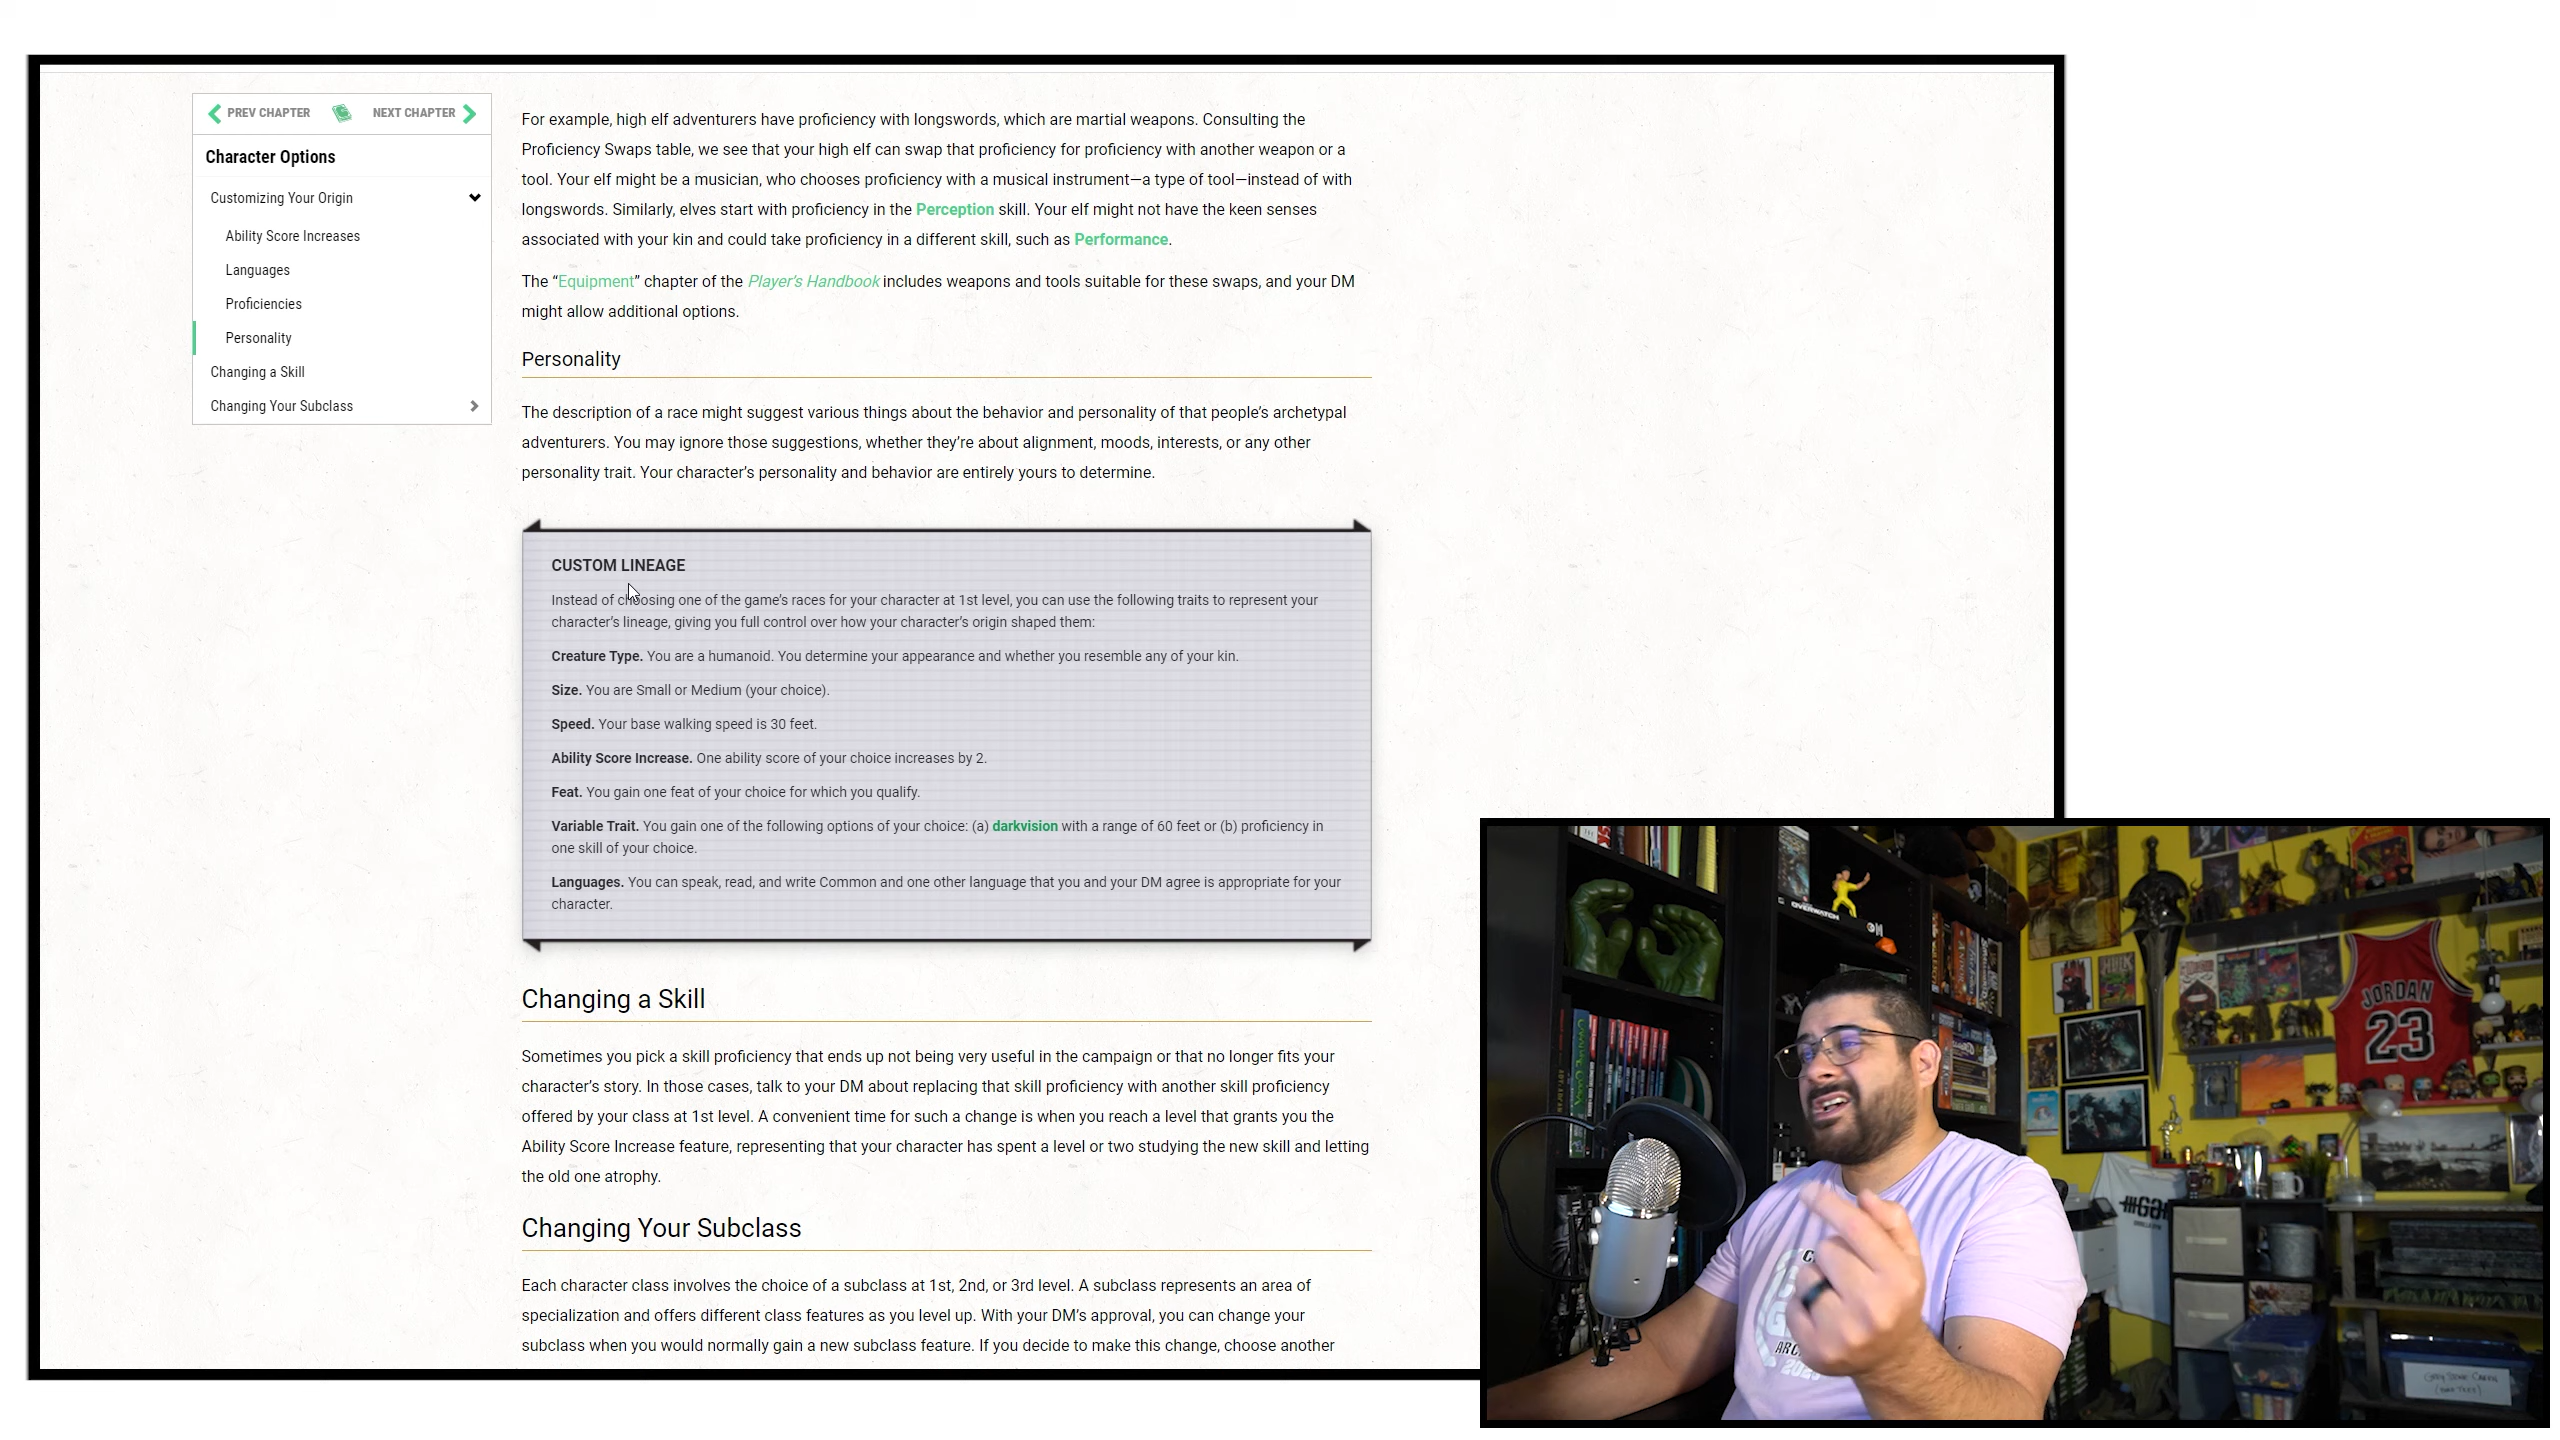 PREV CHAPTER
NEXT CHAPTER
Character Options
Customizing Your Origin
Ability Score Increases
Languages
Proficiencies
Personality
Changing a Skill
Changing Your Subclass
For example, high elf adventurers have proficiency with longswords, which are martial weapons. Consulting the
Proficiency Swaps table, we see that your high elf can swap that proficiency for proficiency with another weapon or a
tool. Your elf might be a musician, who chooses proficiency with a musical instrument—a type of tool—instead of with
longswords. Similarly, elves start with proficiency in the Perception skill. Your elf might not have the keen senses
associated with your kin and could take proficiency in a different skill, such as Performance.
The “Equipment” chapter of the Player’s Handbook includes weapons and tools suitable for these swaps, and your DM
might allow additional options.
Personality
The description of a race might suggest various things about the behavior and personality of that people’s archetypal
adventurers. You may ignore those suggestions, whether they’re about alignment, moods, interests, or any other
personality trait. Your character’s personality and behavior are entirely yours to determine.
CUSTOM LINEAGE
Instead of choosing one of the game’s races for your character at 1st level, you can use the following traits to represent your
character’s lineage, giving you full control over how your character’s origin shaped them:
Creature Type. You are a humanoid. You determine your appearance and whether you resemble any of your kin.
Size. You are Small or Medium (your choice).
Speed. Your base walking speed is 30 feet.
Ability Score Increase. One ability score of your choice increases by 2.
Feat. You gain one feat of your choice for which you qualify.
Variable Trait. You gain one of the following options of your choice: (a) darkvision with a range of 60 feet or (b) proficiency in
one skill of your choice.
Languages. You can speak, read, and write Common and one other language that you and your DM agree is appropriate for your
character.
Changing a Skill
Sometimes you pick a skill proficiency that ends up not being very useful in the campaign or that no longer fits your
character’s story. In those cases, talk to your DM about replacing that skill proficiency with another skill proficiency
offered by your class at 1st level. A convenient time for such a change is when you reach a level that grants you the
Ability Score Increase feature, representing that your character has spent a level or two studying the new skill and letting
the old one atrophy.
Changing Your Subclass
Each character class involves the choice of a subclass at 1st, 2nd, or 3rd level. A subclass represents an area of
specialization and offers different class features as you level up. With your DM’s approval, you can change your
subclass when you would normally gain a new subclass feature. If you decide to make this change, choose another
OVERWATCH
JORDAN
23